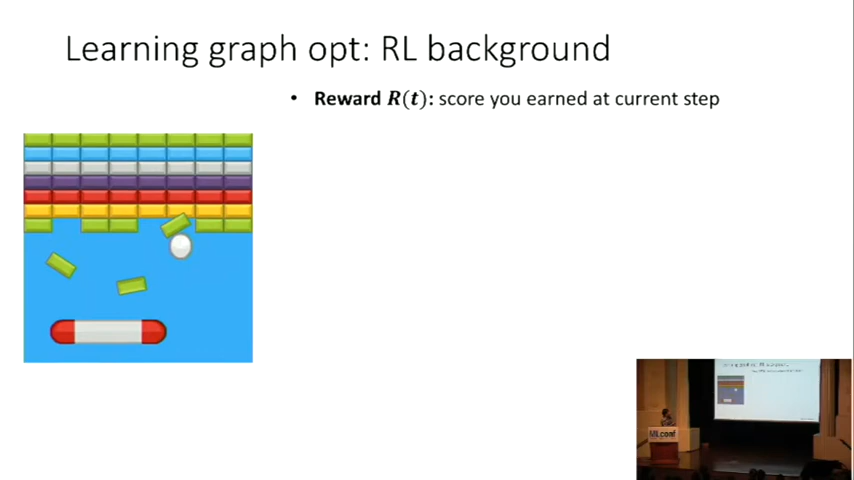 Learning graph opt: RL background
• Reward R(t): score you earned at current step
MLconf